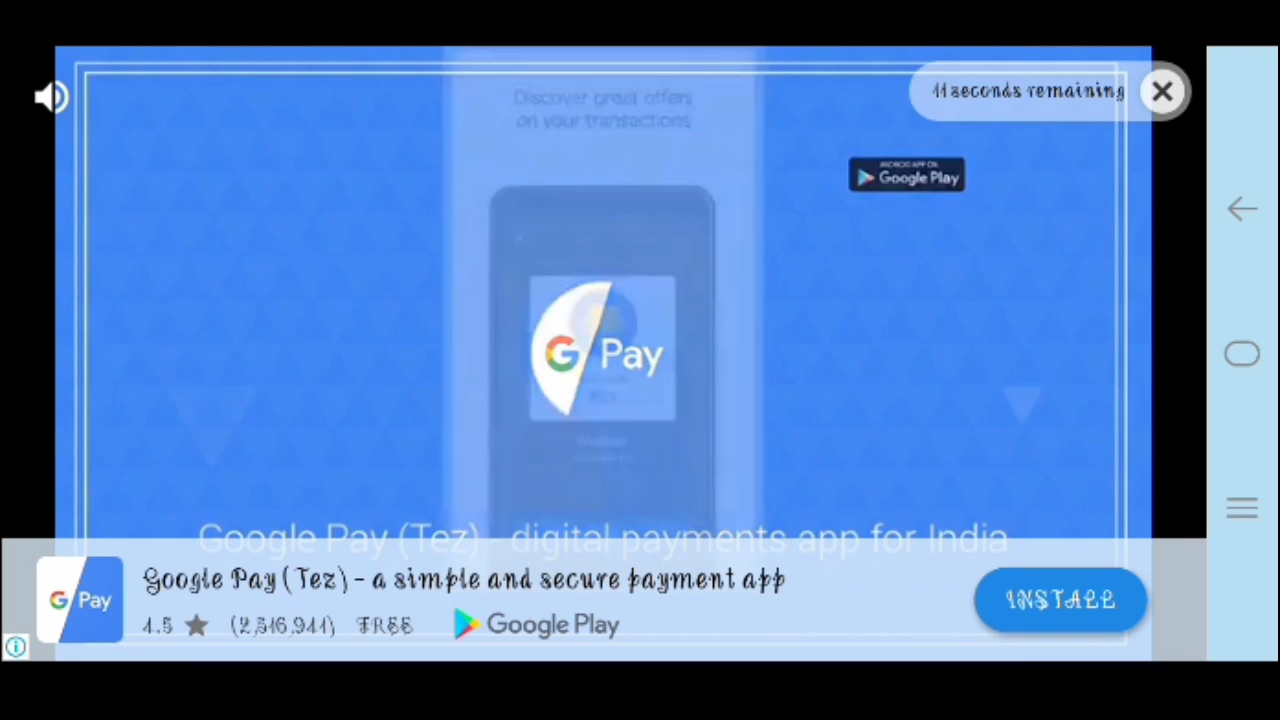 Discover great offers
on your transactions
11 seconds remaining
ANDROID APP ON
Google Play
G Pay
Google Pay (Tez) - digital payments app for India
G Pay
Google Pay (Tez) - a simple and secure payment app
4.5 ★ (2,516,941) FREE Google Play
INSTALL